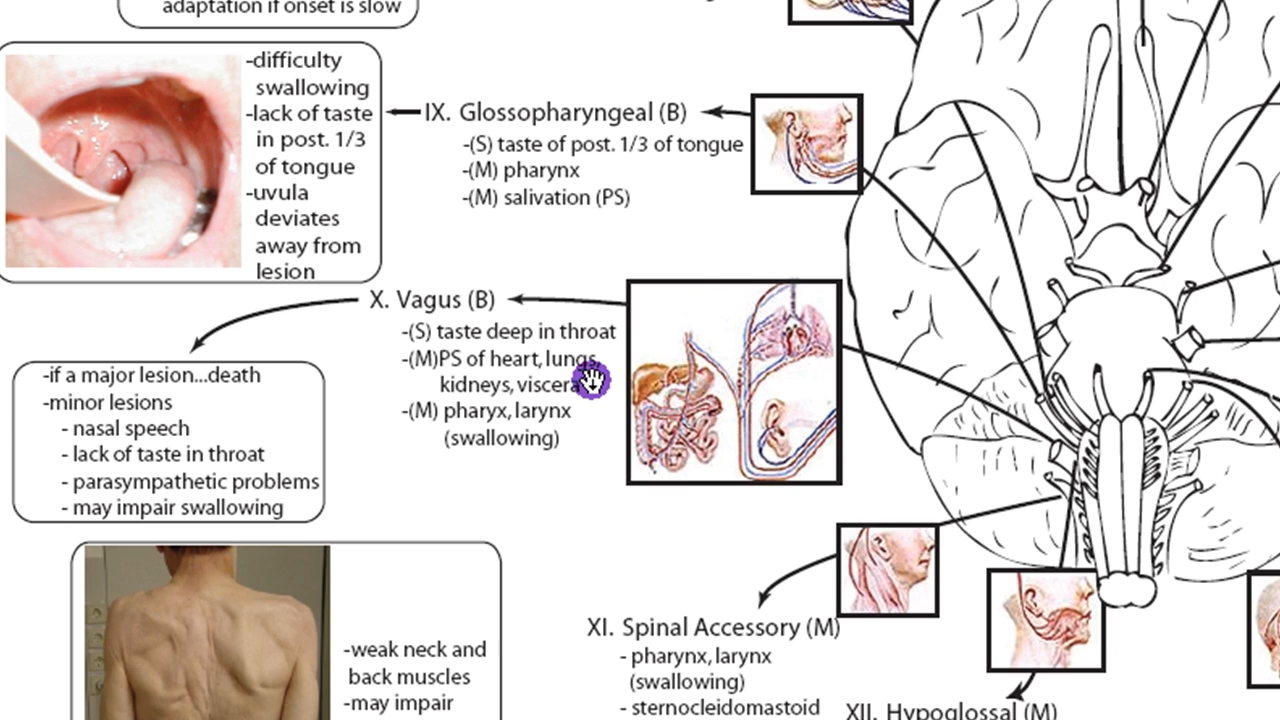 adaptation if onset is slow
-difficulty
swallowing
-lack of taste
in post. 1/3
of tongue
-uvula
deviates
away from
lesion
IX. Glossopharyngeal (B)
-(S) taste of post. 1/3 of tongue
-(M) pharynx
-(M) salivation (PS)
X. Vagus (B)
-(S) taste deep in throat
-(M)PS of heart, lungs,
kidneys, viscera
-(M) pharyx, larynx
(swallowing)
-if a major lesion...death
-minor lesions
- nasal speech
- lack of taste in throat
- parasympathetic problems
- may impair swallowing
-weak neck and
back muscles
-may impair
XI. Spinal Accessory (M)
- pharynx, larynx
(swallowing)
- sternocleidomastoid
XII. Hypoglossal (M)